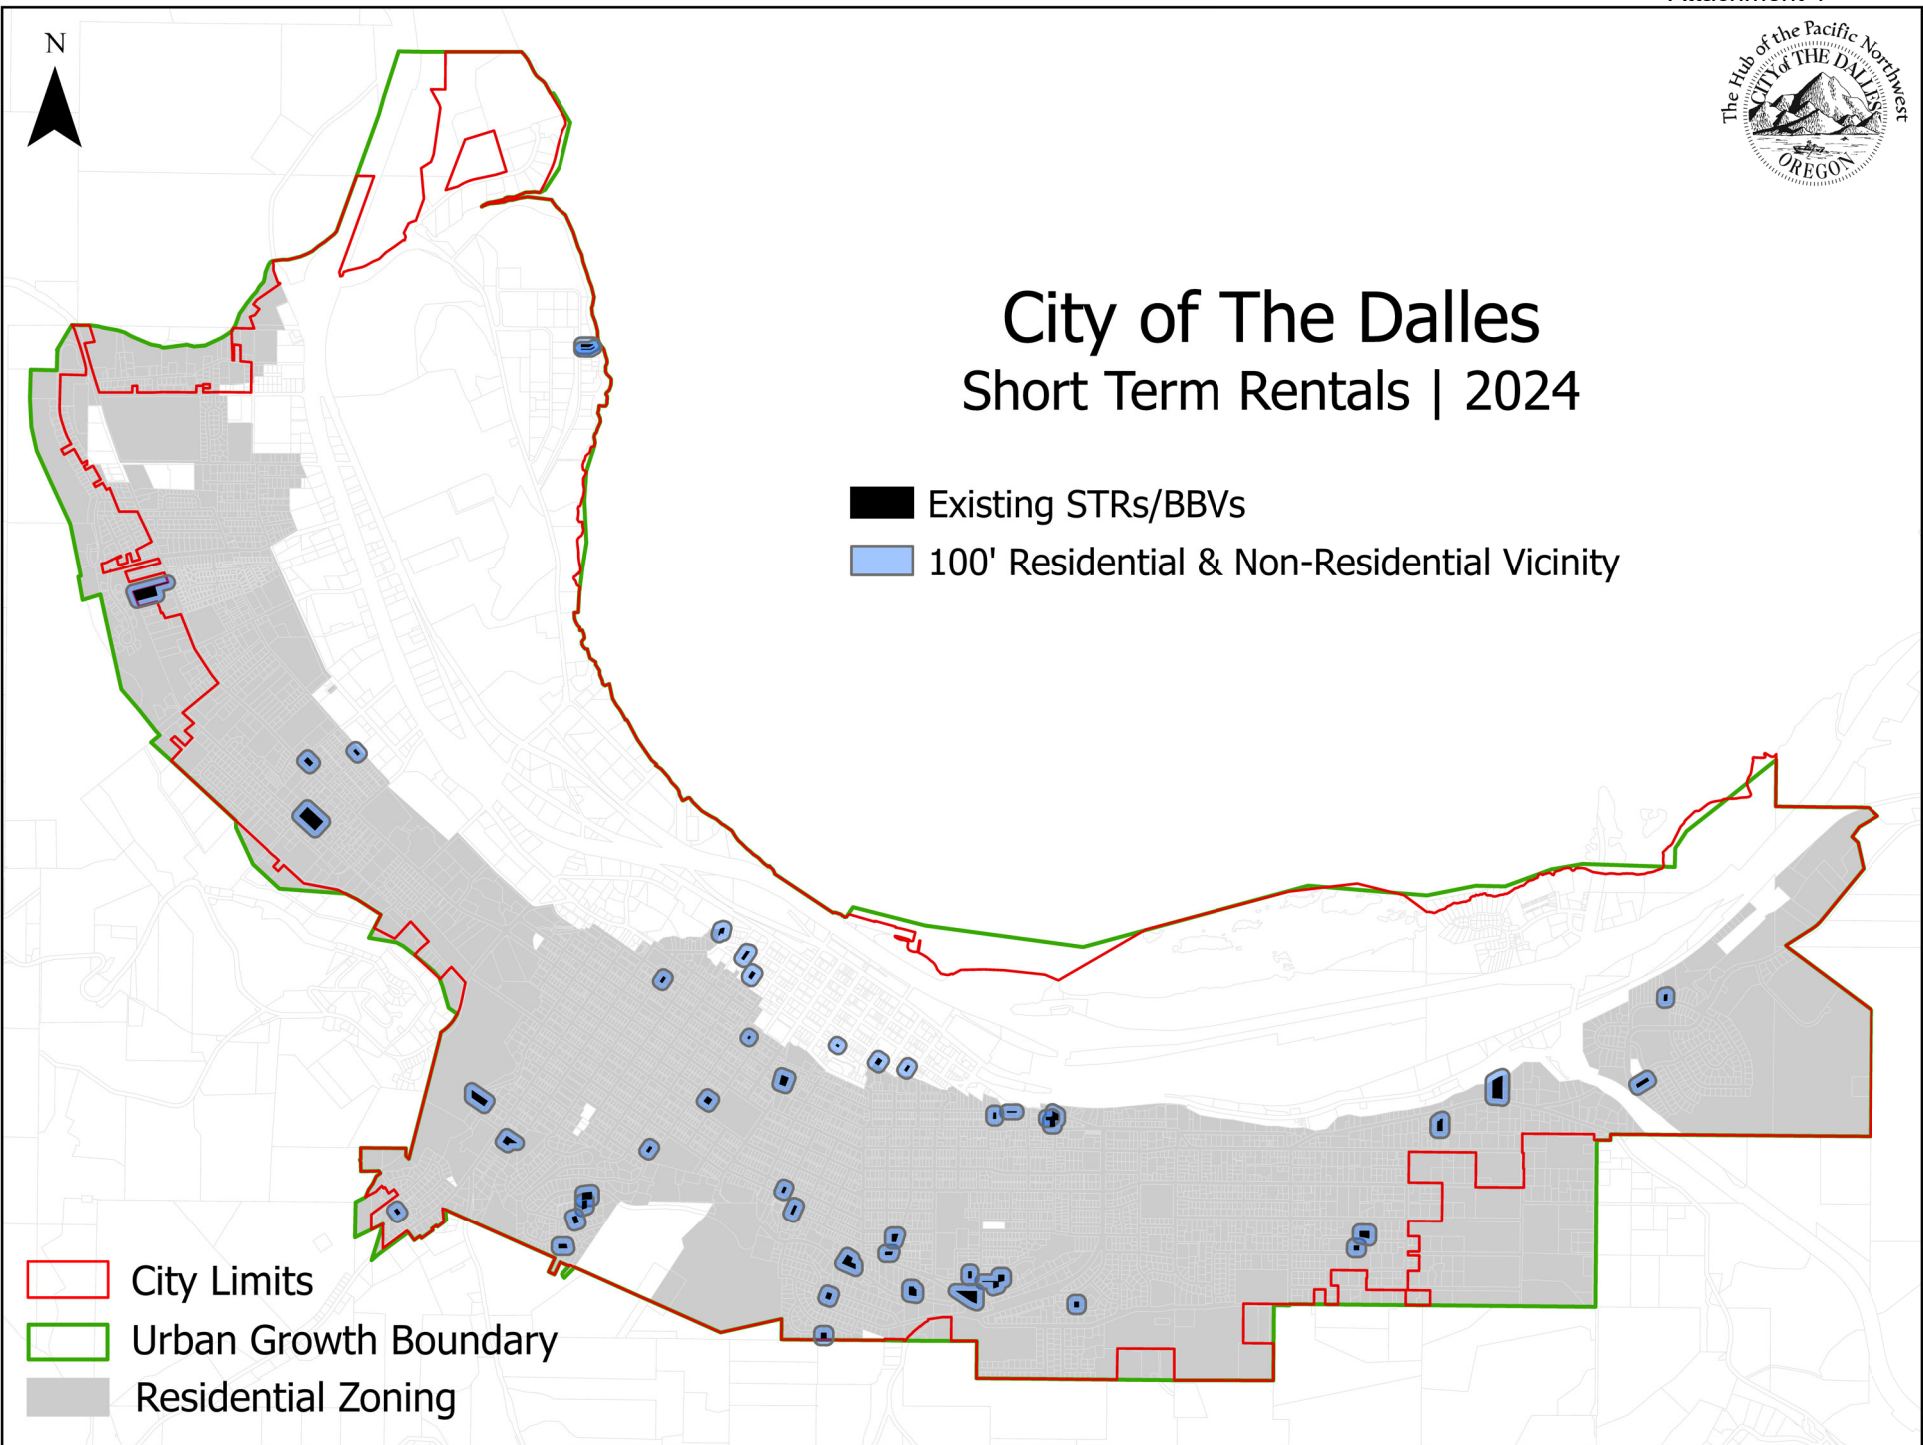 N
The Hub of the Pacific Northwest
CITY of THE DALLES
OREGON
City of The Dalles
Short Term Rentals | 2024
Existing STRs/BBVs
100' Residential & Non-Residential Vicinity
City Limits
Urban Growth Boundary
Residential Zoning